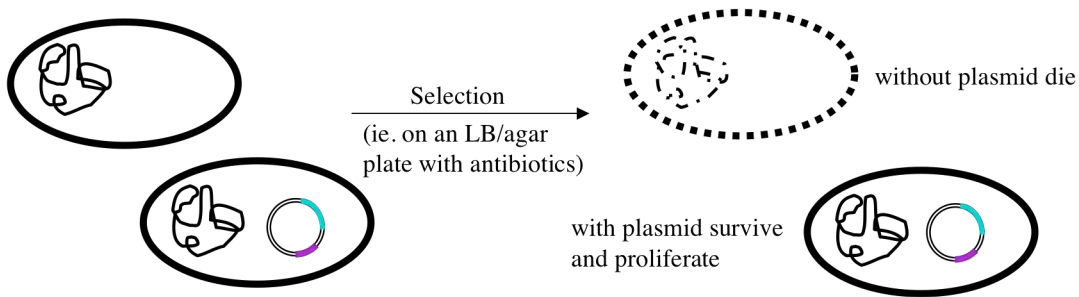 Selection
(ie. on an LB/agar
plate with antibiotics)
without plasmid die
with plasmid survive
and proliferate